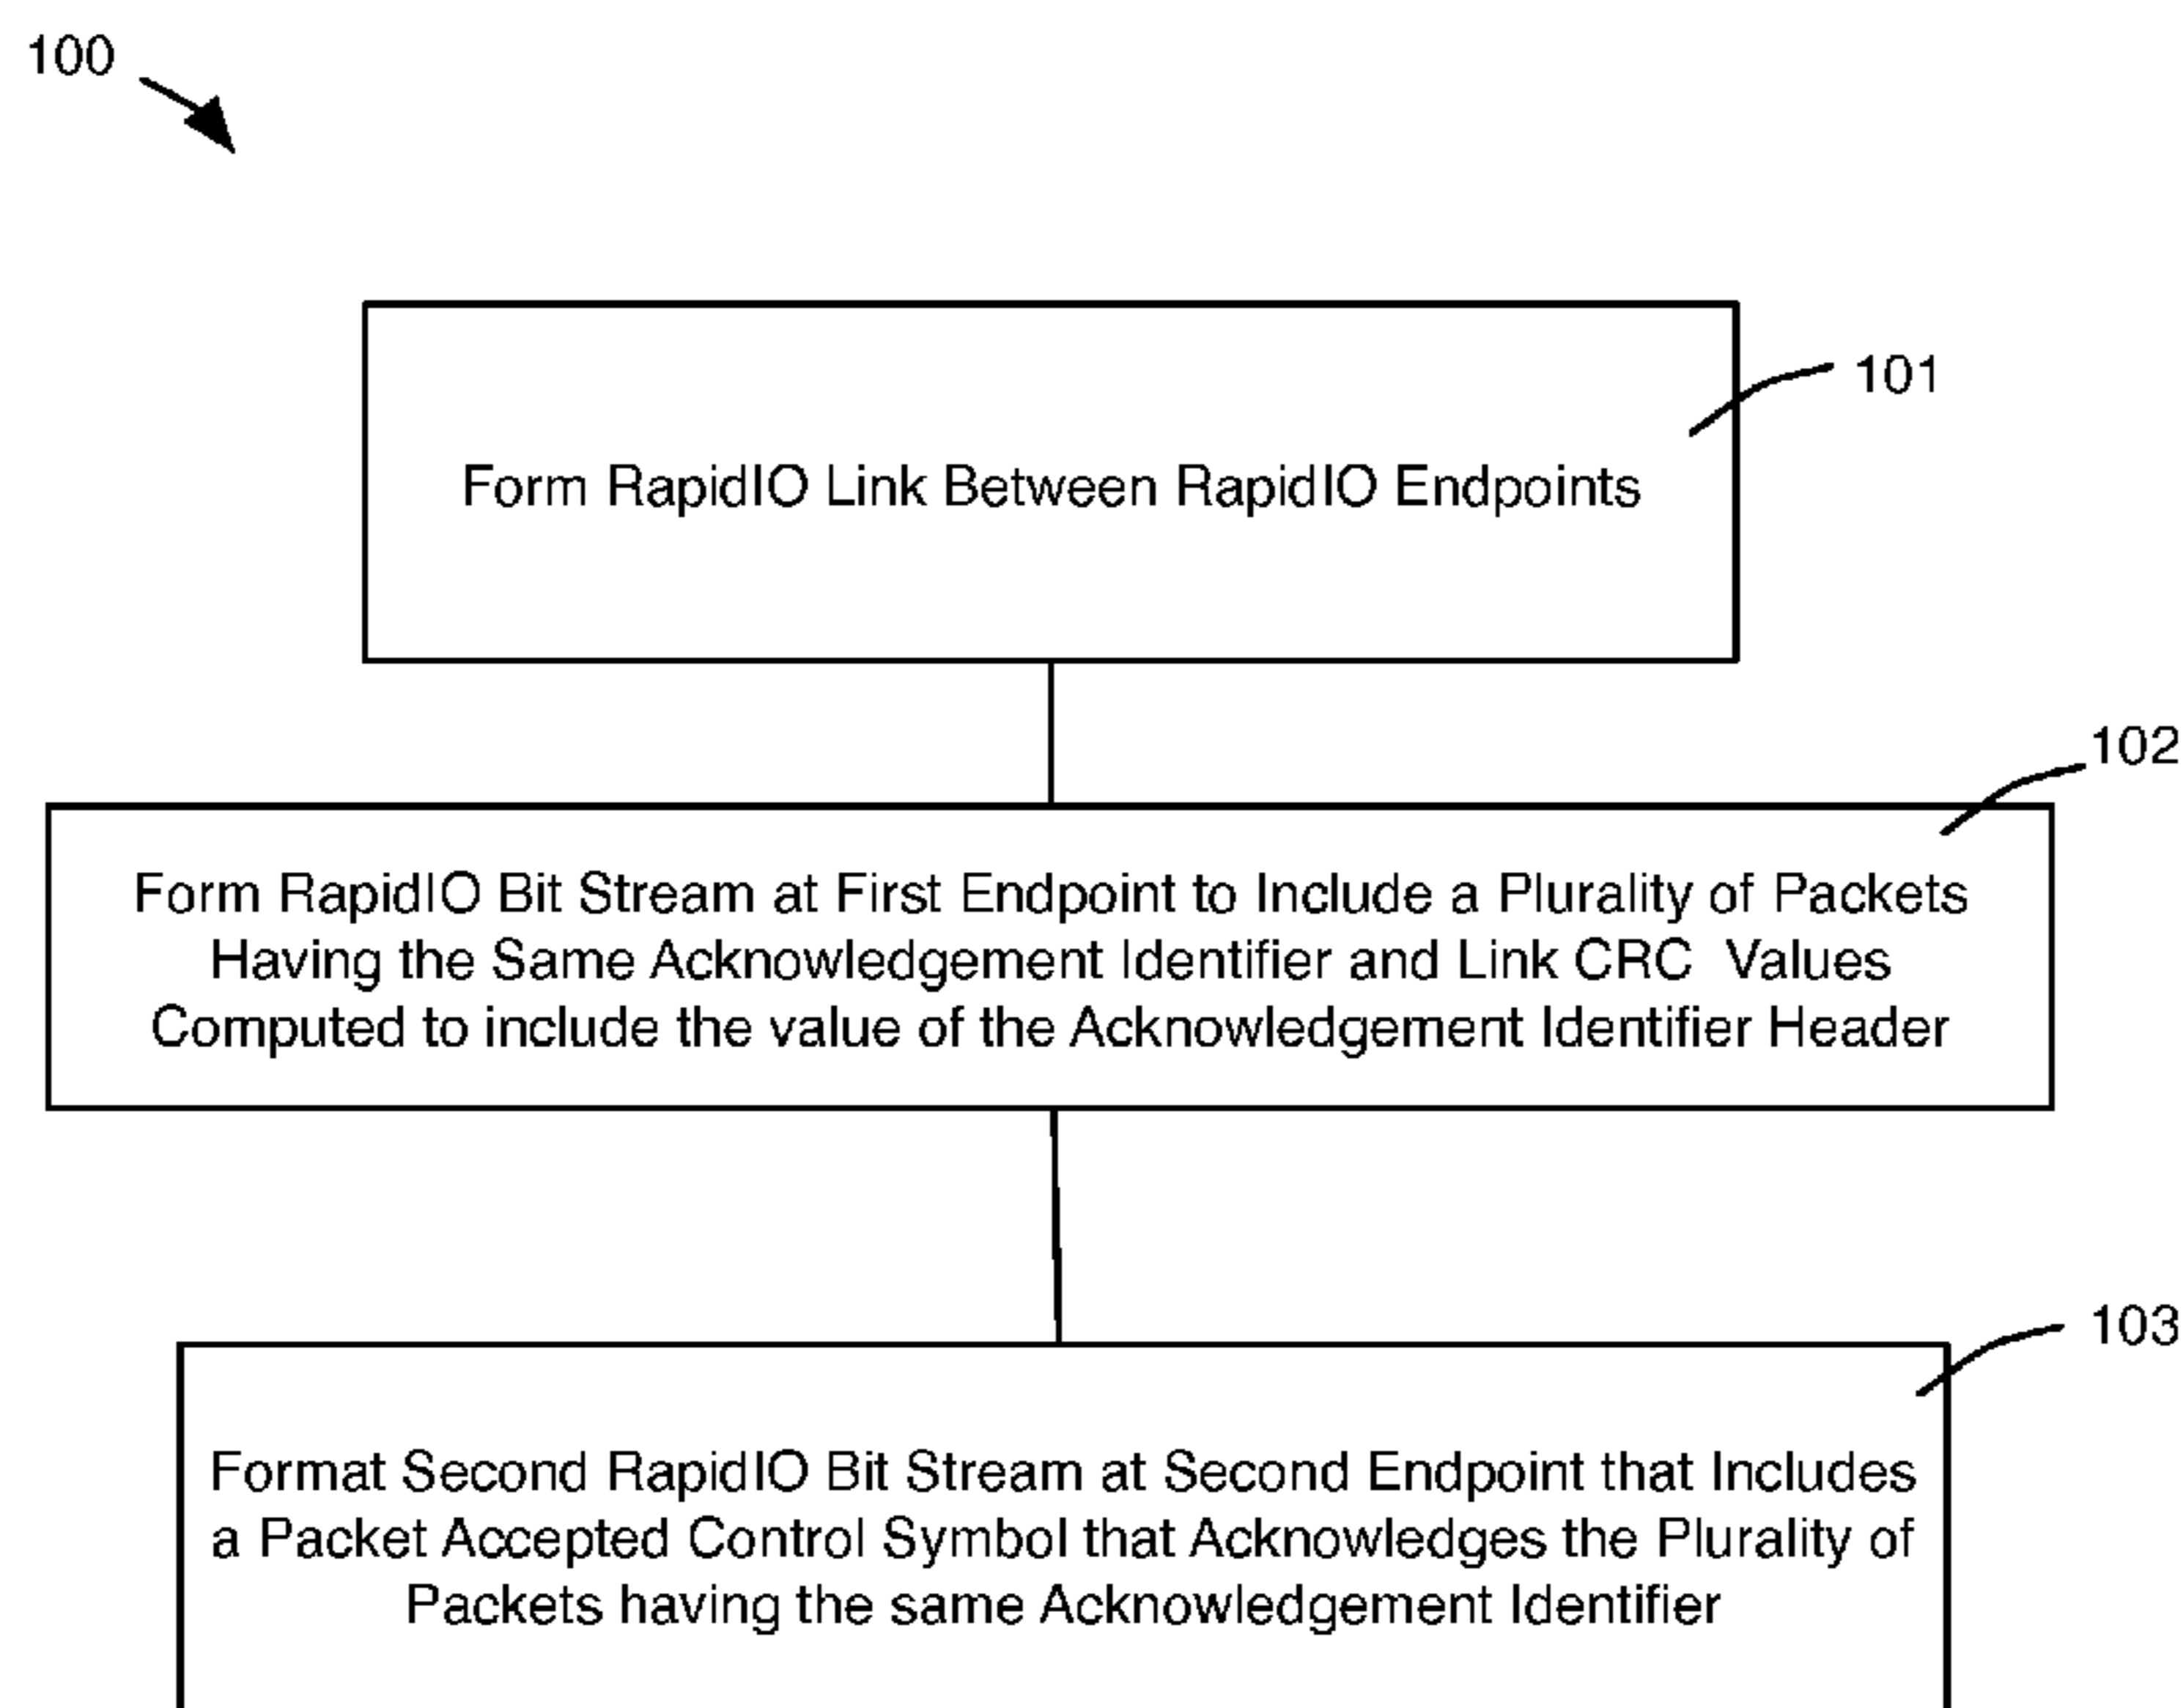 100
101
Form RapidIO Link Between RapidIO Endpoints
102
Form RapidIO Bit Stream at First Endpoint to Include a Plurality of Packets
Having the Same Acknowledgement Identifier and Link CRC Values
Computed to include the value of the Acknowledgement Identifier Header
103
Format Second RapidIO Bit Stream at Second Endpoint that Includes
a Packet Accepted Control Symbol that Acknowledges the Plurality of
Packets having the same Acknowledgement Identifier